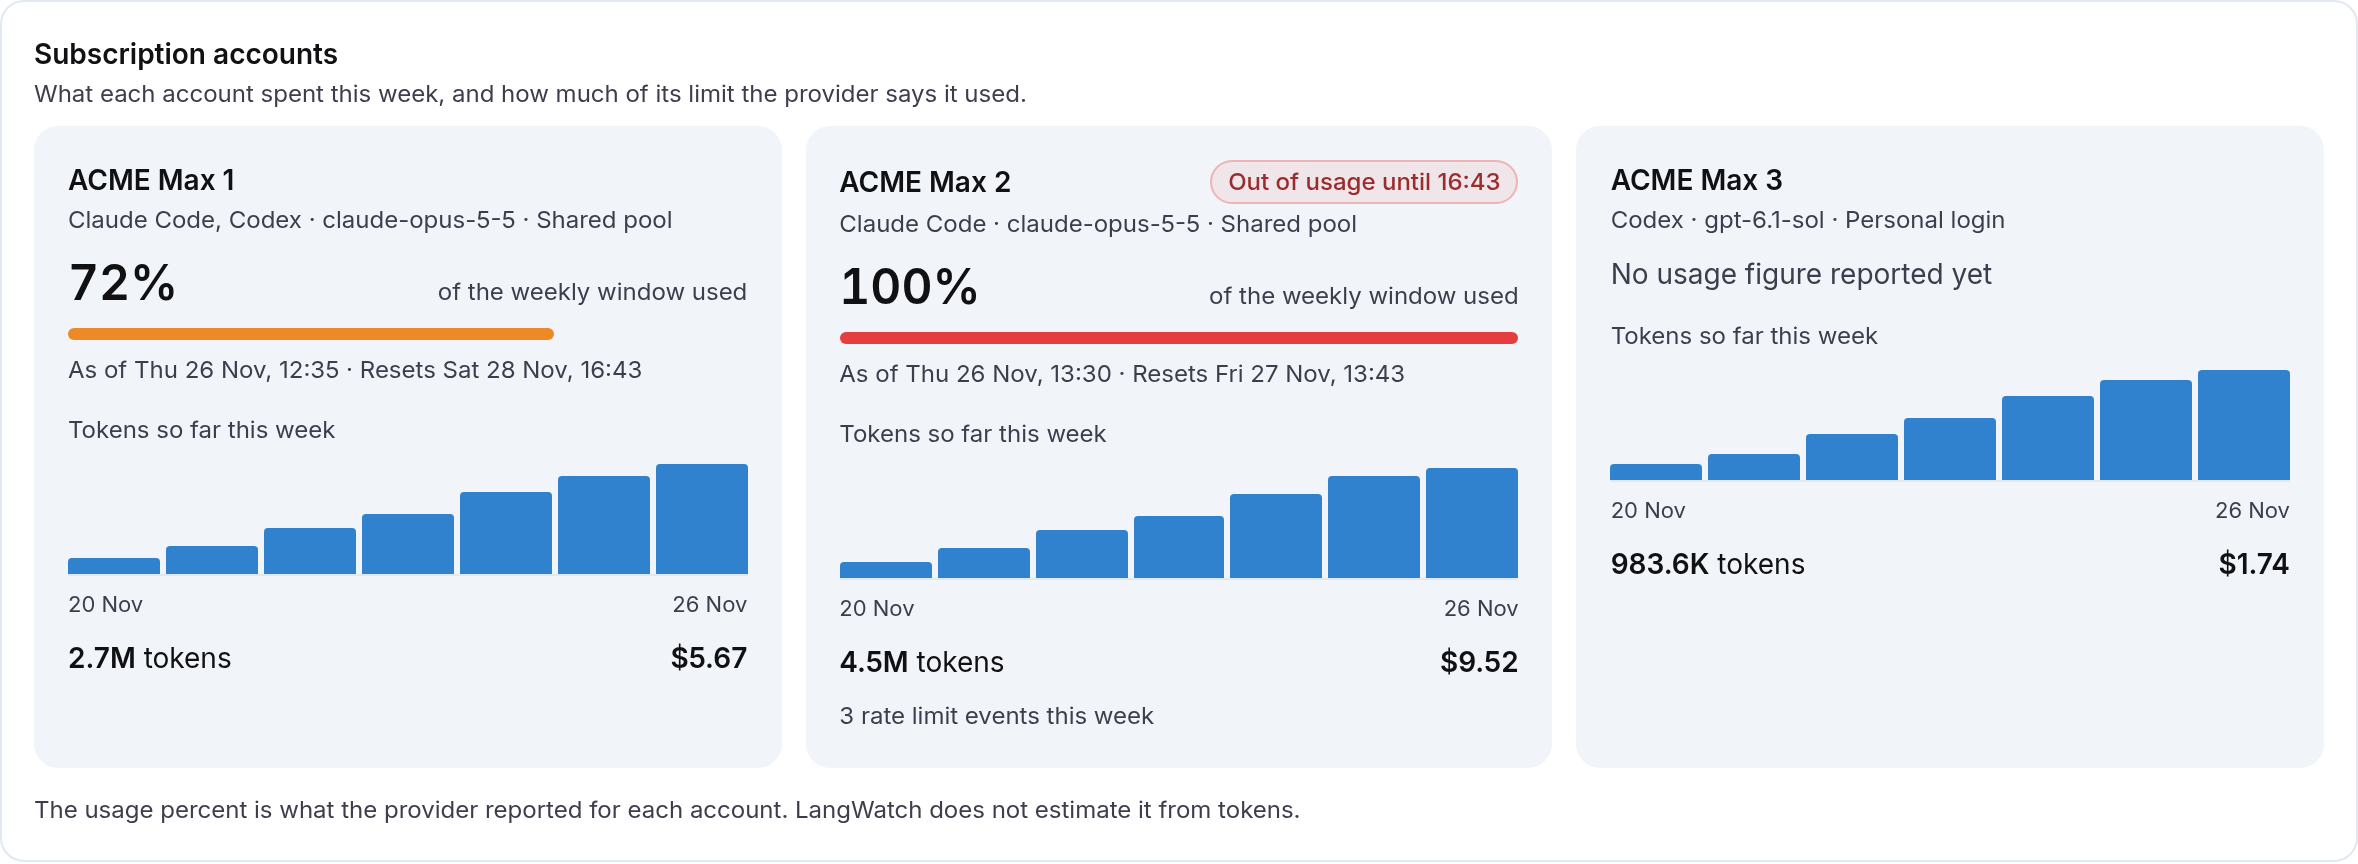 Subscription accounts
What each account spent this week, and how much of its limit the provider says it used.
ACME Max 1
Claude Code, Codex · claude-opus-5-5 · Shared pool
72% of the weekly window used
As of Thu 26 Nov, 12:35 · Resets Sat 28 Nov, 16:43
Tokens so far this week
20 Nov 26 Nov
2.7M tokens $5.67
ACME Max 2 Out of usage until 16:43
Claude Code · claude-opus-5-5 · Shared pool
100% of the weekly window used
As of Thu 26 Nov, 13:30 · Resets Fri 27 Nov, 13:43
Tokens so far this week
20 Nov 26 Nov
4.5M tokens $9.52
3 rate limit events this week
ACME Max 3
Codex · gpt-6.1-sol · Personal login
No usage figure reported yet
Tokens so far this week
20 Nov 26 Nov
983.6K tokens $1.74
The usage percent is what the provider reported for each account. LangWatch does not estimate it from tokens.